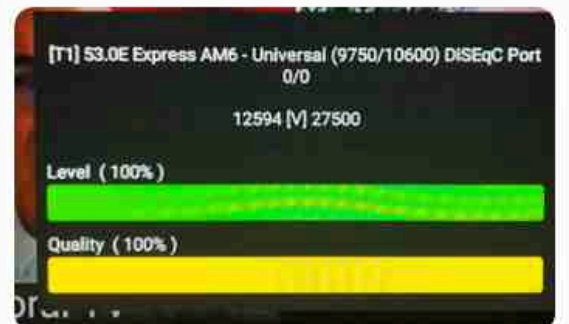 [T1] 53.0E Express AM6 - Universal (9750/10600) DiSEqC Port
0/0
12594 [V] 27500
Level ( 100% )
Quality ( 100% )